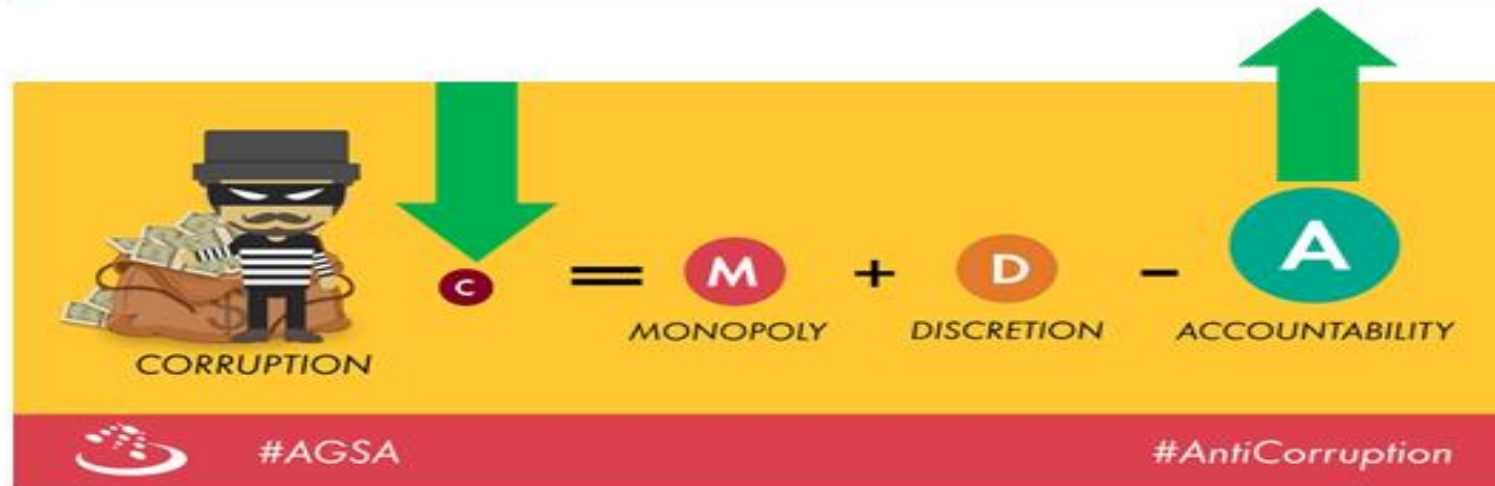 C = M + D - A
MONOPOLY DISCRETION ACCOUNTABILITY
CORRUPTION
$
#AGSA #AntiCorruption